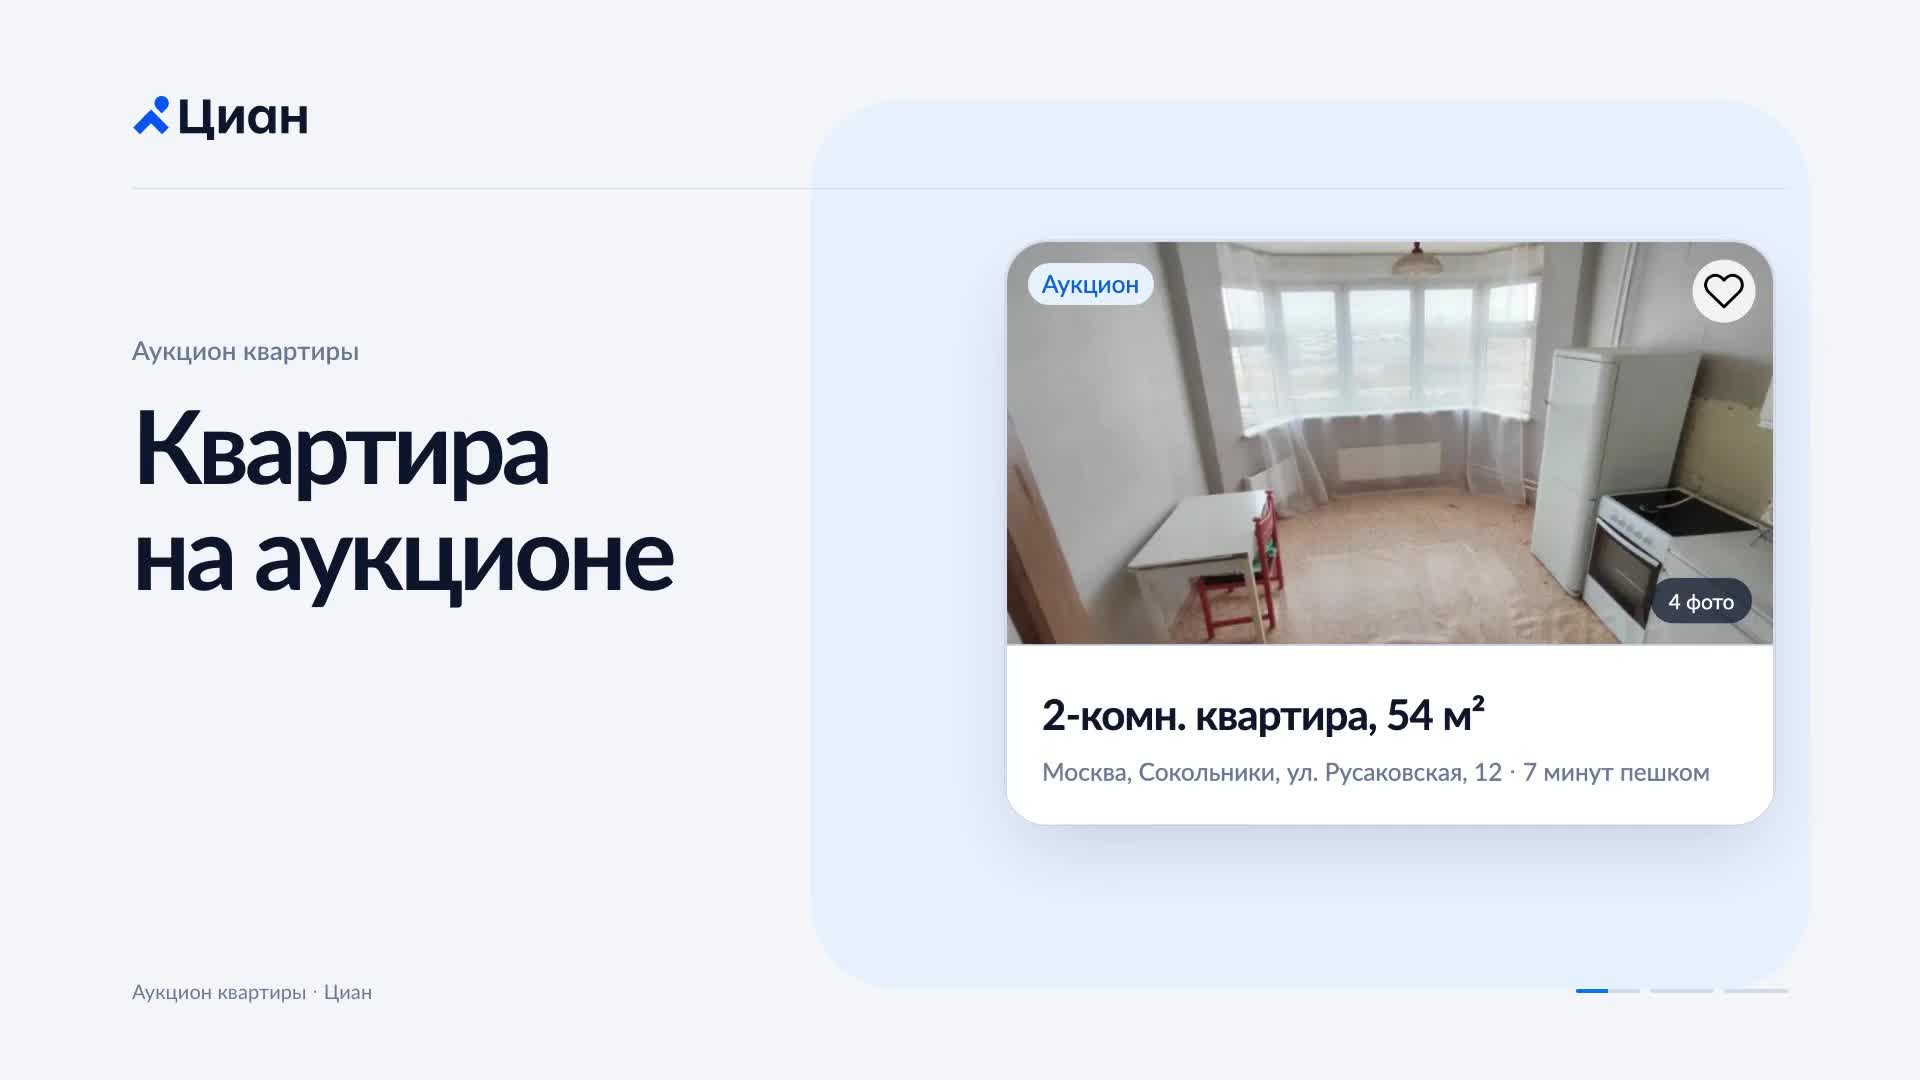 Циан
Аукцион квартиры
Квартира
на аукционе
Аукцион
4 фото
2-комн. квартира, 54 м²
Москва, Сокольники, ул. Русаковская, 12 · 7 минут пешком
Аукцион квартиры · Циан